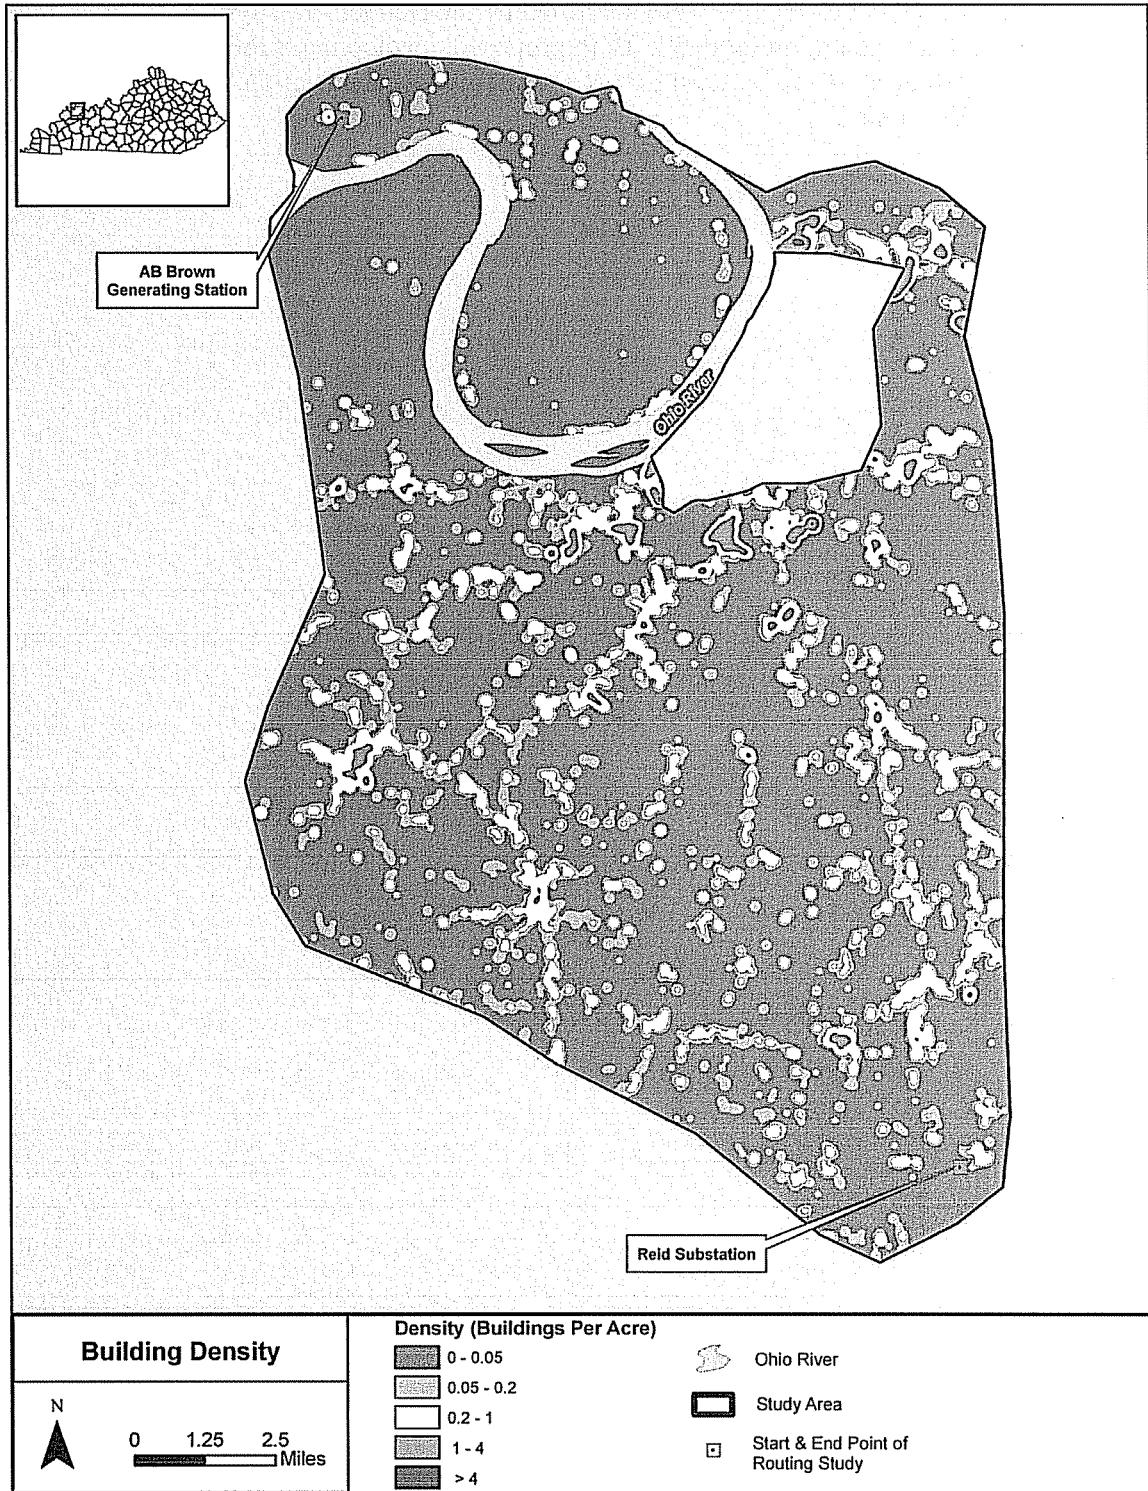 AB Brown
Generating Station
Ohio River
Reid Substation
Building Density
N
0 1.25 2.5
Miles
Density (Buildings Per Acre)
0 - 0.05
0.05 - 0.2
0.2 - 1
1 - 4
> 4
Ohio River
Study Area
Start & End Point of
Routing Study